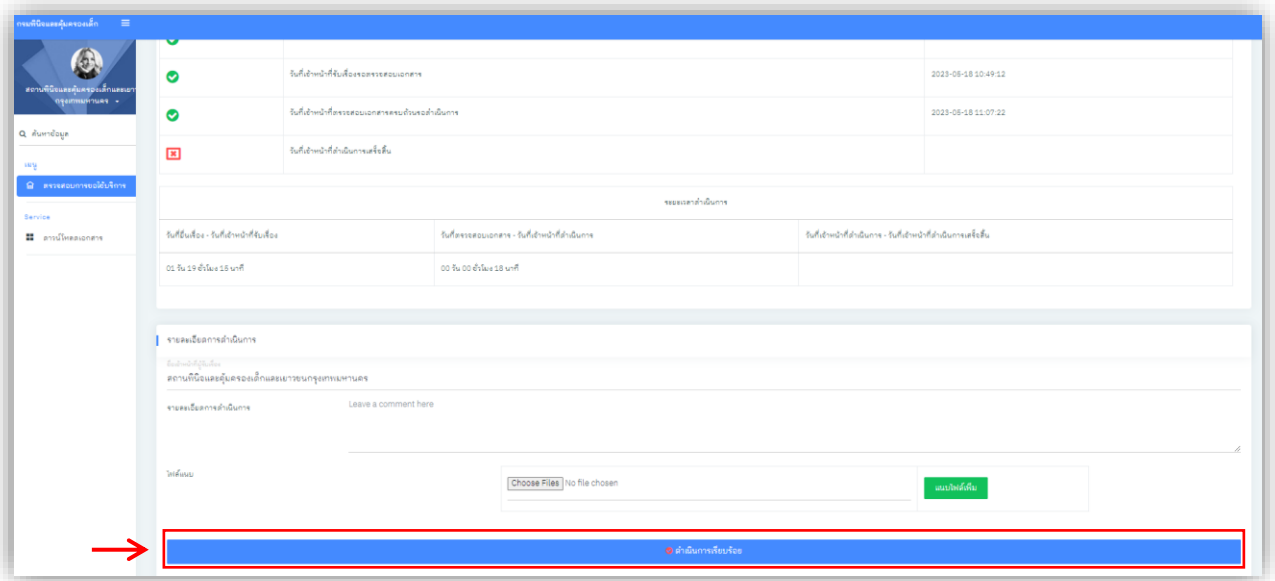 กรมพินิจและคุ้มครองเด็ก
สถานพินิจและคุ้มครองเด็กและเยาว
กรุงเทพมหานคร
ค้นหาข้อมูล
เมนู
ตรวจสอบการขอใช้บริการ
Service
ดาวน์โหลดเอกสาร
วันที่เจ้าหน้าที่รับเรื่องรอตรวจสอบเอกสาร 2023-05-18 10:49:12
วันที่เจ้าหน้าที่ตรวจสอบเอกสารครบถ้วนรอดำเนินการ 2023-05-18 11:07:22
วันที่เจ้าหน้าที่ดำเนินการเสร็จสิ้น
ระยะเวลาดำเนินการ
วันที่ยื่นเรื่อง - วันที่เจ้าหน้าที่รับเรื่อง วันที่ตรวจสอบเอกสาร - วันที่เจ้าหน้าที่ดำเนินการ วันที่เจ้าหน้าที่ดำเนินการ - วันที่เจ้าหน้าที่ดำเนินการเสร็จสิ้น
01 วัน 19 ชั่วโมง 15 นาที 00 วัน 00 ชั่วโมง 18 นาที
รายละเอียดการดำเนินการ
ชื่อเจ้าหน้าที่ผู้รับเรื่อง
สถานพินิจและคุ้มครองเด็กและเยาวชนกรุงเทพมหานคร
รายละเอียดการดำเนินการ Leave a comment here
ไฟล์แนบ
Choose Files No file chosen แนบไฟล์เพิ่ม
ดำเนินการเรียบร้อย